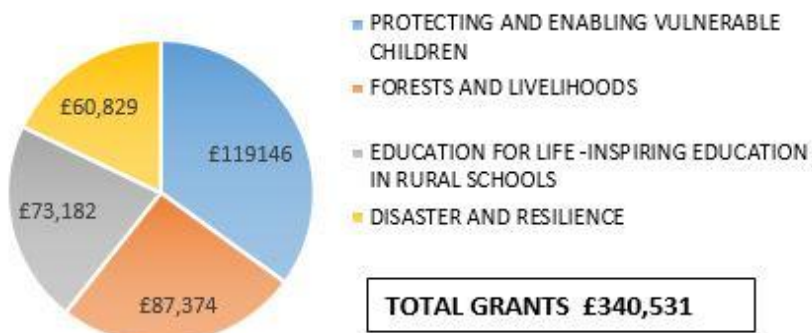 £60,829
£119146
£73,182
£87,374
PROTECTING AND ENABLING VULNERABLE
CHILDREN
FORESTS AND LIVELIHOODS
EDUCATION FOR LIFE -INSPIRING EDUCATION
IN RURAL SCHOOLS
DISASTER AND RESILIENCE
TOTAL GRANTS £340,531